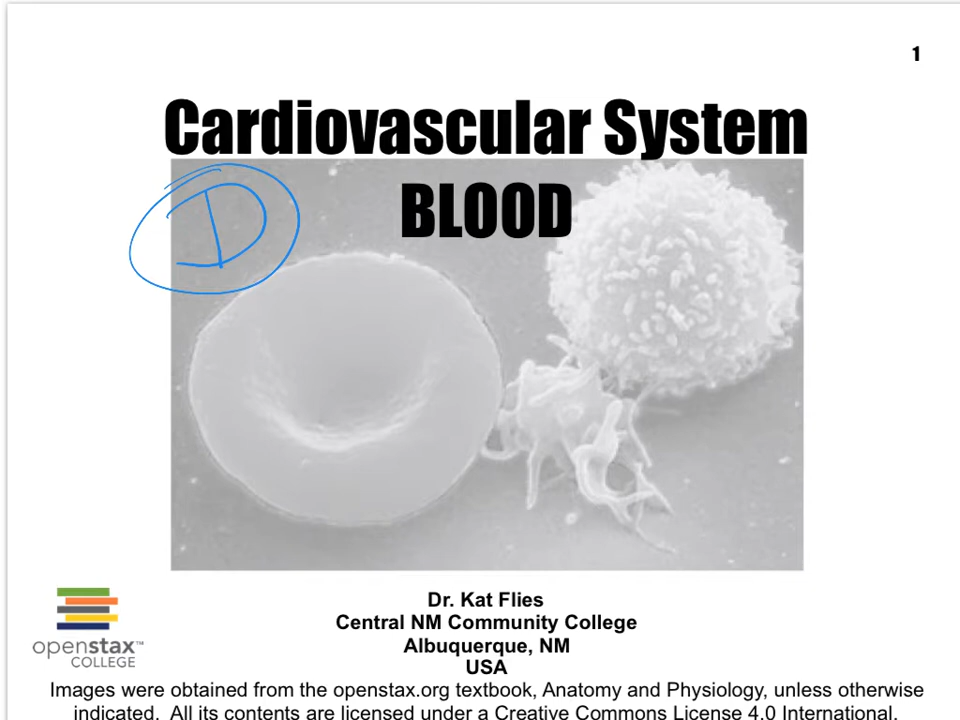 1
Cardiovascular System
BLOOD
D
Dr. Kat Flies
Central NM Community College
Albuquerque, NM
USA
openstax™
COLLEGE
Images were obtained from the openstax.org textbook, Anatomy and Physiology, unless otherwise
indicated. All its contents are licensed under a Creative Commons License 4.0 International.